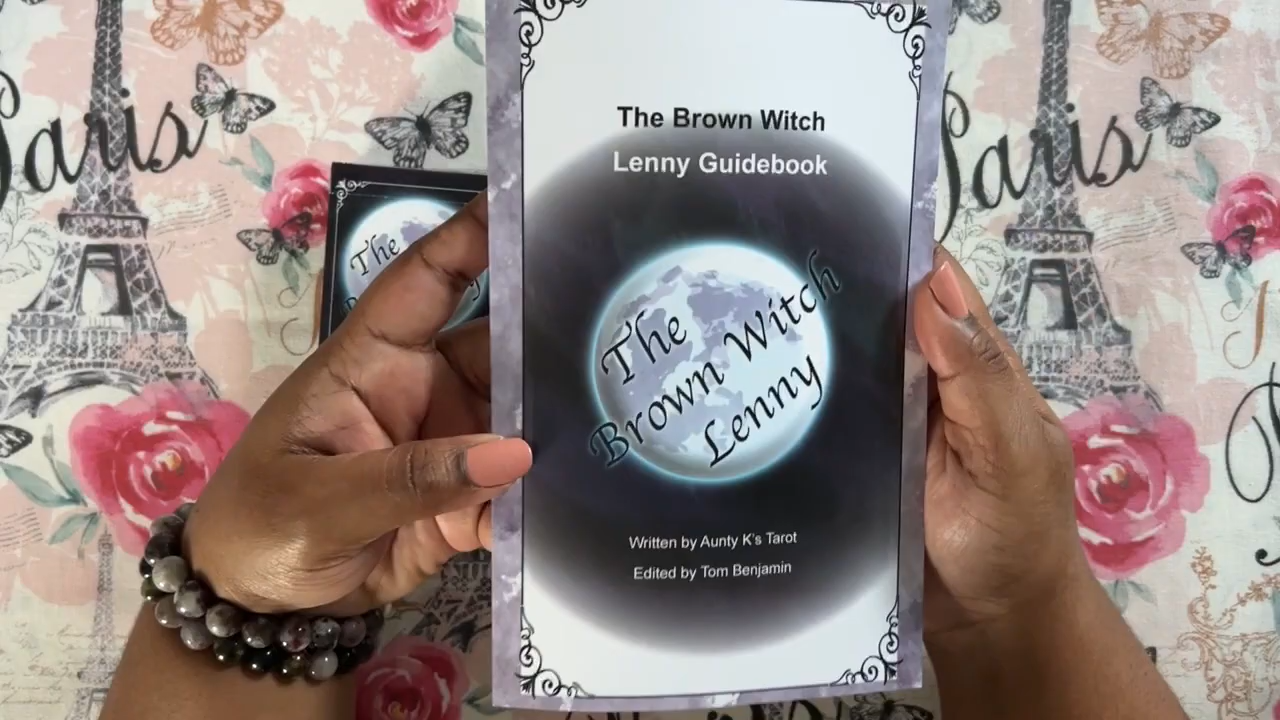 Paris
Paris
The Brown Witch
Lenny Guidebook
The
The
Brown Witch
Lenny
Written by Aunty K's Tarot
Edited by Tom Benjamin